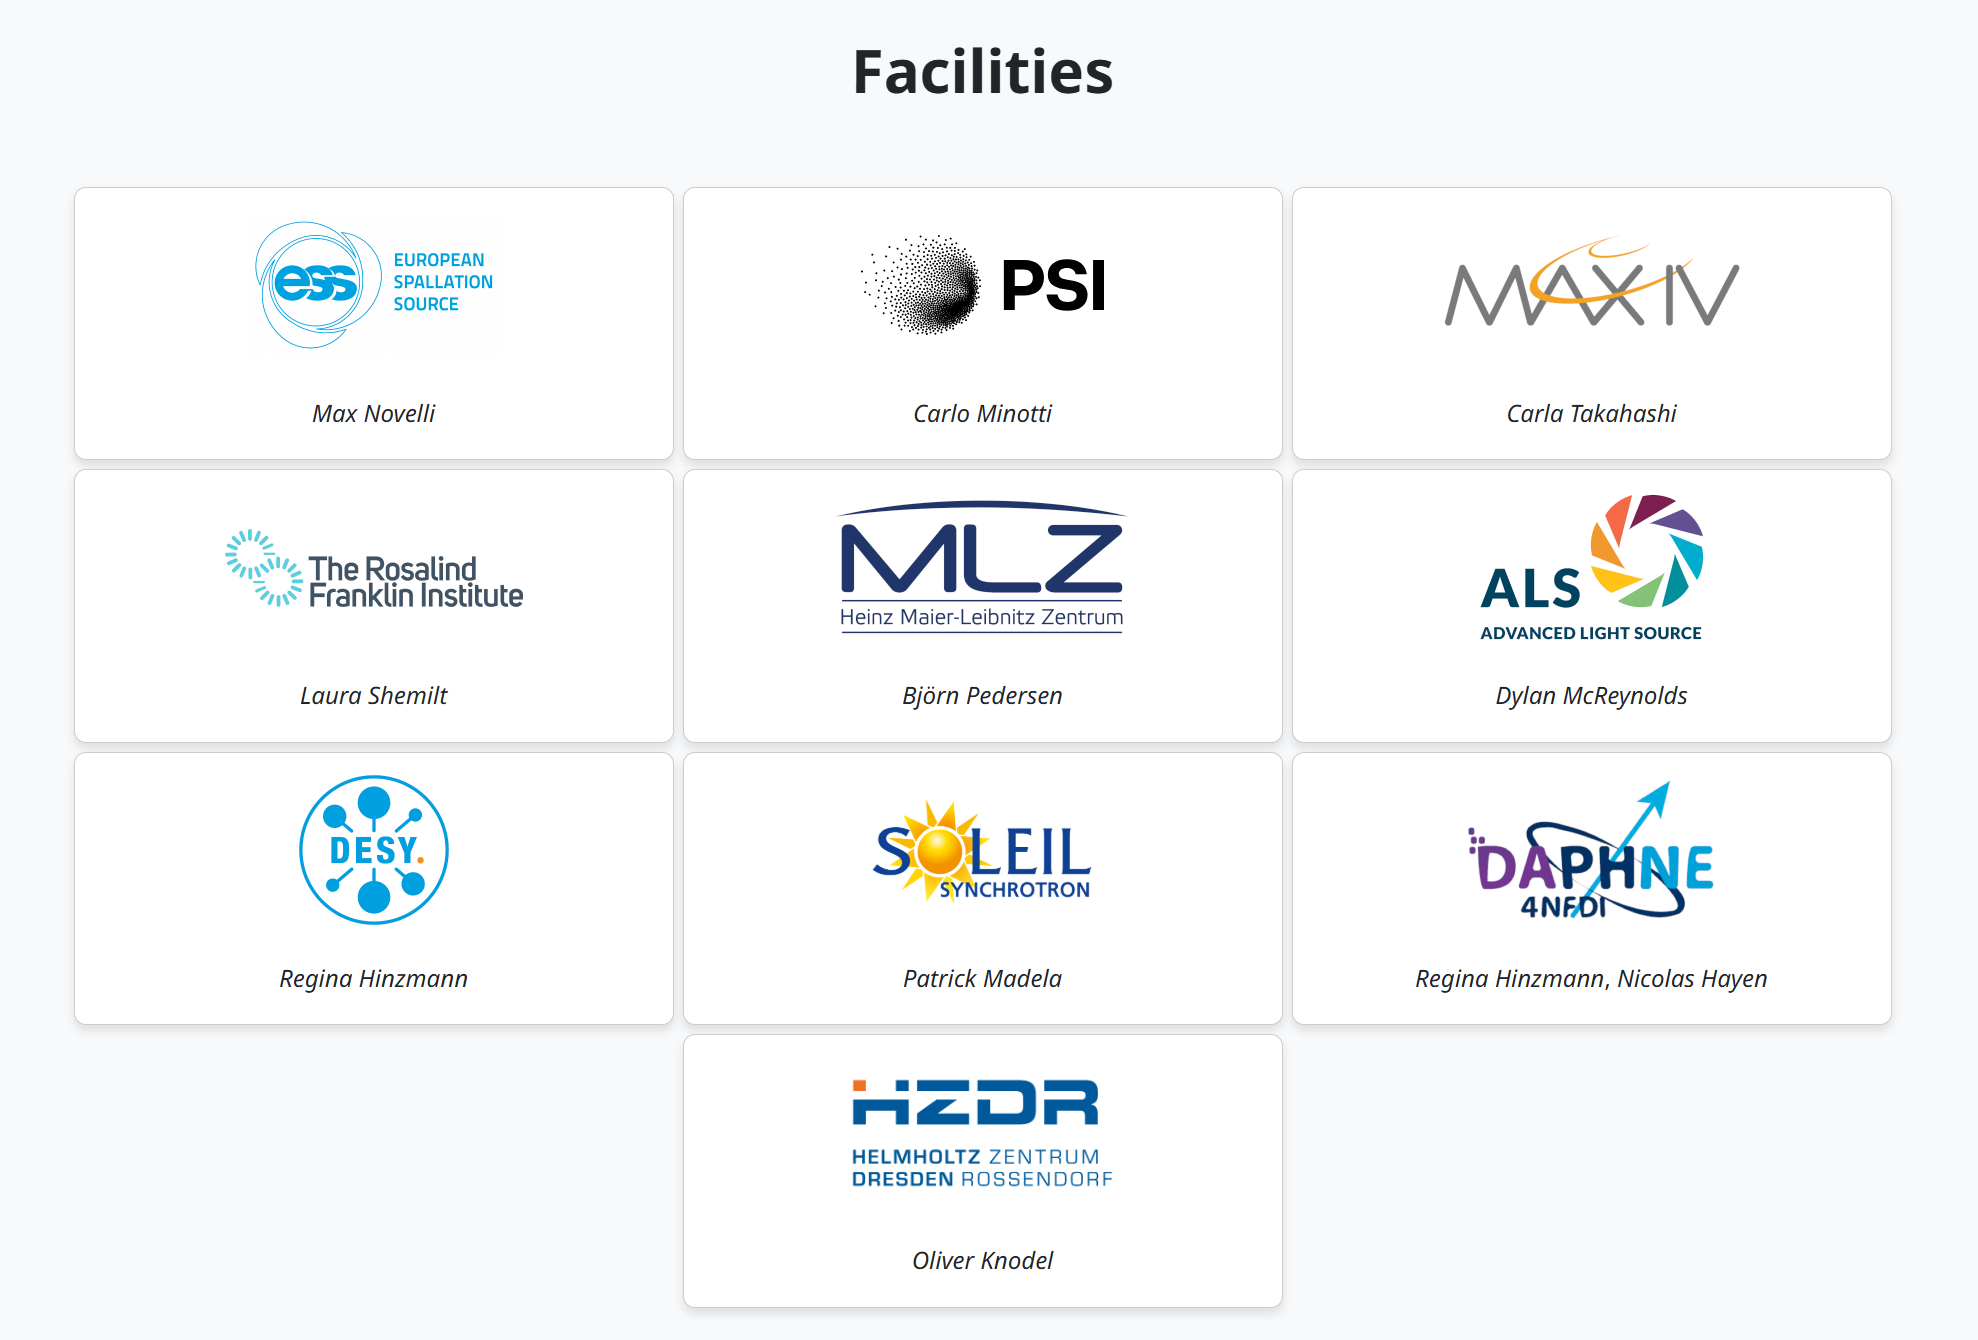 Facilities
ess
EUROPEAN
SPALLATION
SOURCE
Max Novelli
PSI
Carlo Minotti
MAX IV
Carla Takahashi
The Rosalind
Franklin Institute
Laura Shemilt
MLZ
Heinz Maier-Leibnitz Zentrum
Björn Pedersen
ALS
ADVANCED LIGHT SOURCE
Dylan McReynolds
DESY.
Regina Hinzmann
SOLEIL
SYNCHROTRON
Patrick Madela
DAPHNE
4NFDI
Regina Hinzmann, Nicolas Hayen
HZDR
HELMHOLTZ ZENTRUM
DRESDEN ROSSENDORF
Oliver Knodel